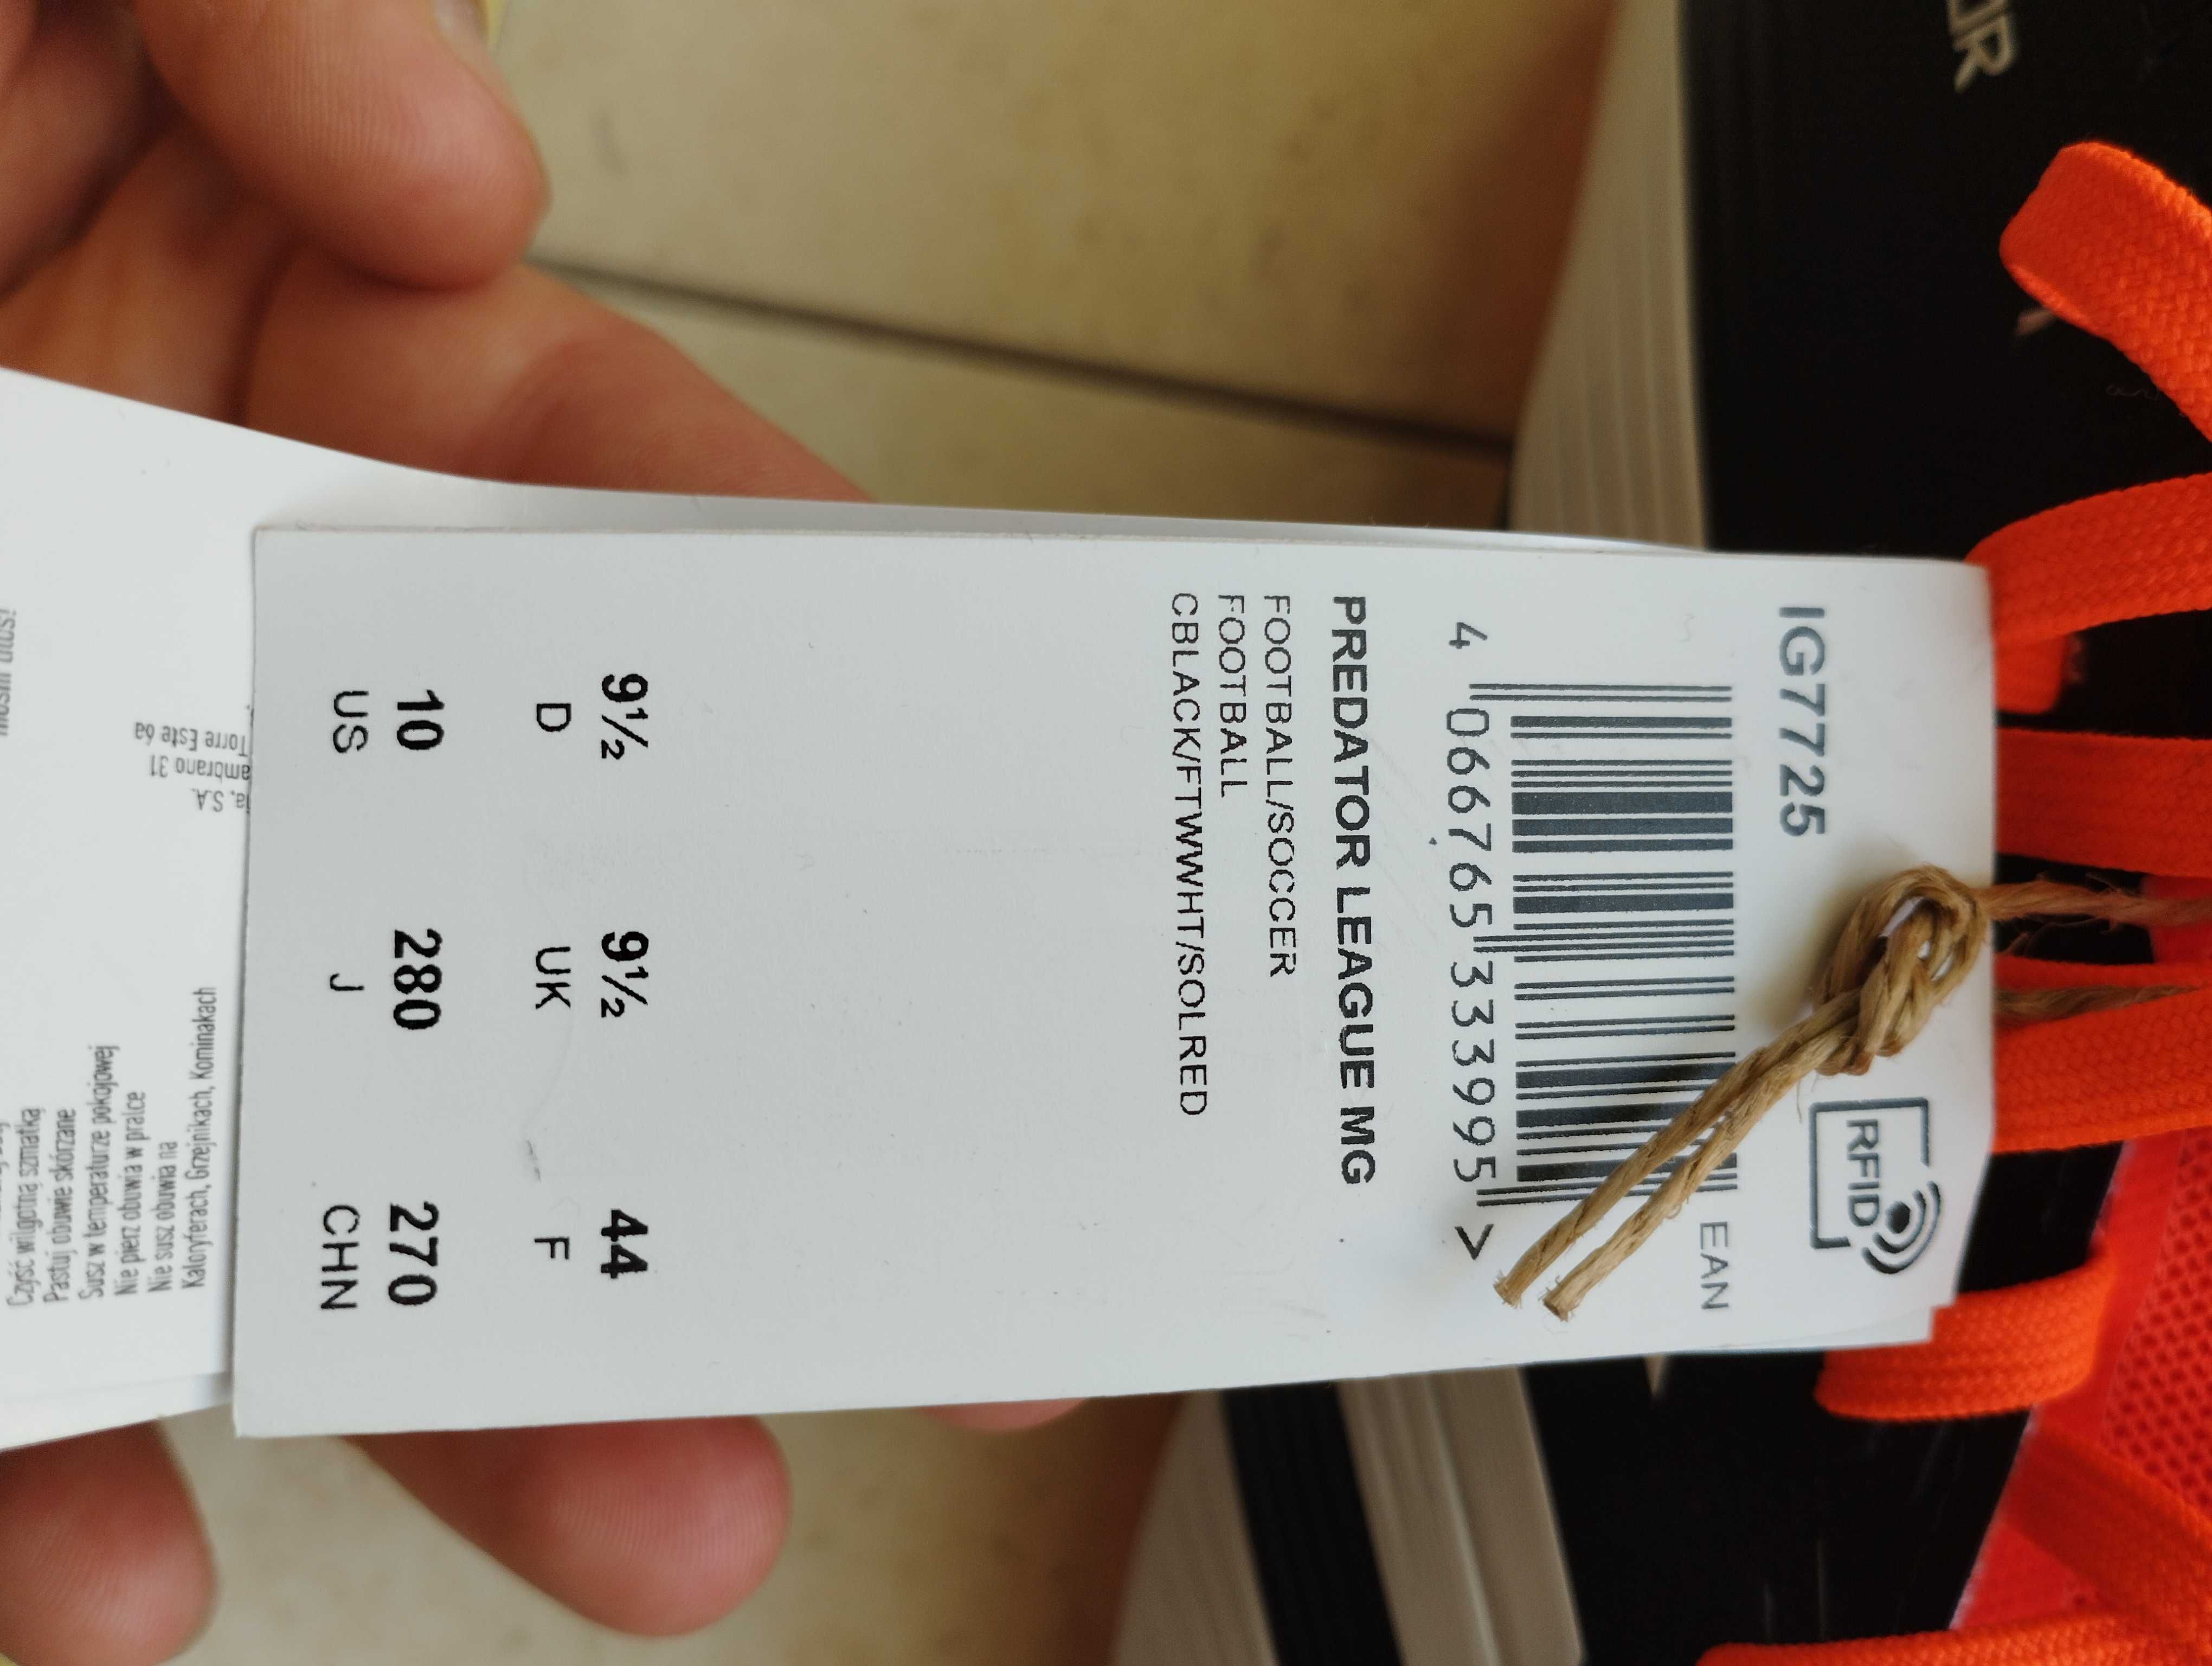 IG7725
RFID
EAN
4 066765 333995 >
PREDATOR LEAGUE MG
FOOTBALL/SOCCER
FOOTBALL
CBLACK/FTWWHT/SOLRED
9½ 9½ 44
D UK F
10 280 270
US J CHN
ia, S.A.
ambrano 31
Torre Este 6a
Czyść wilgotną szmatką
Pastuj obuwie skórzane
Susz w temperaturze pokojowej
Nie pierz obuwia w pralce
Nie susz obuwia na
Kaloryferach, Grzejnikach, Kominakach